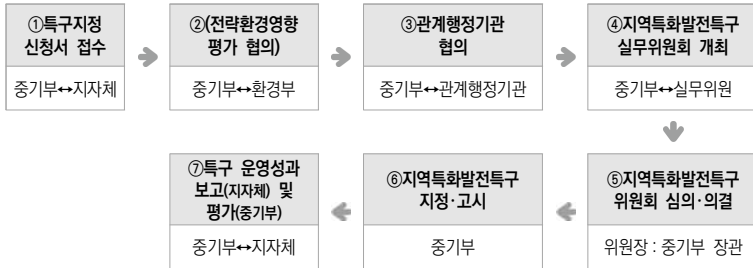 ①특구지정
신청서 접수
중기부↔지자체
②(전략환경영향
평가 협의)
중기부↔환경부
③관계행정기관
협의
중기부↔관계행정기관
④지역특화발전특구
실무위원회 개최
중기부↔실무위원
⑤지역특화발전특구
위원회 심의·의결
위원장 : 중기부 장관
⑥지역특화발전특구
지정·고시
중기부
⑦특구 운영성과
보고(지자체) 및
평가(중기부)
중기부↔지자체